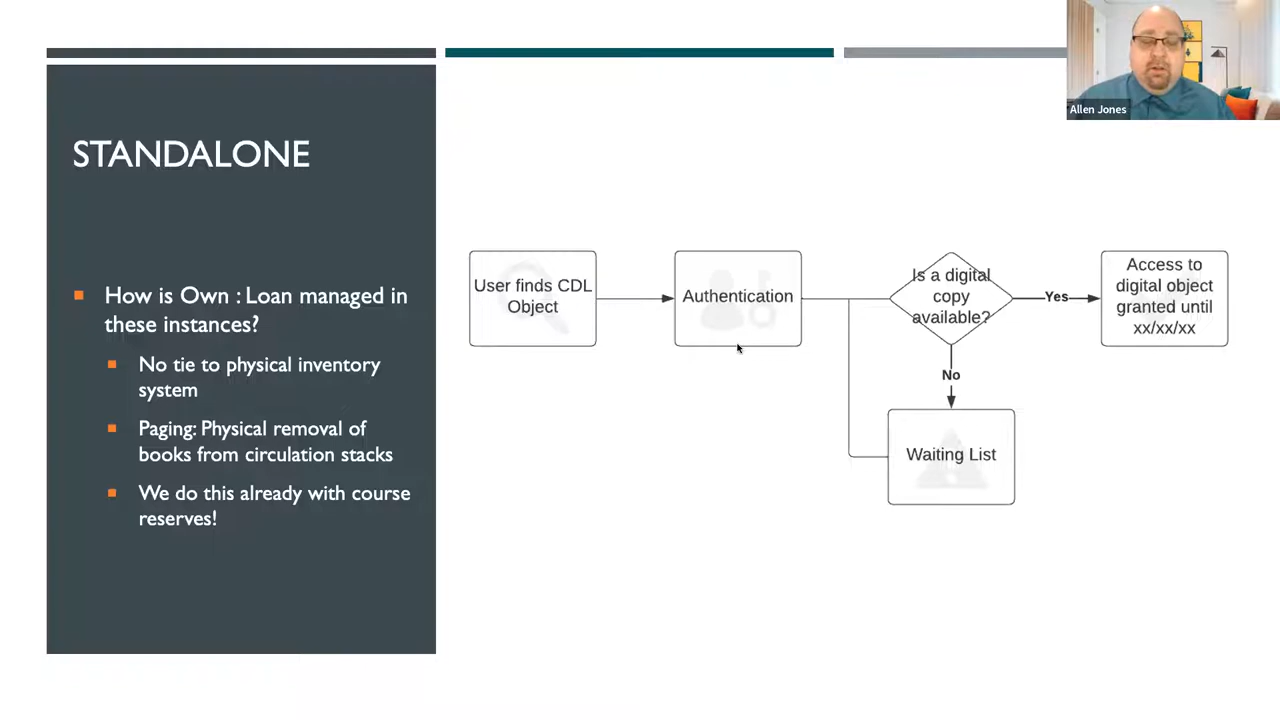 Allen Jones
STANDALONE
How is Own : Loan managed in
these instances?
No tie to physical inventory
system
Paging: Physical removal of
books from circulation stacks
We do this already with course
reserves!
User finds CDL
Object
Authentication
Is a digital
copy
available?
Yes
Access to
digital object
granted until
xx/xx/xx
No
Waiting List